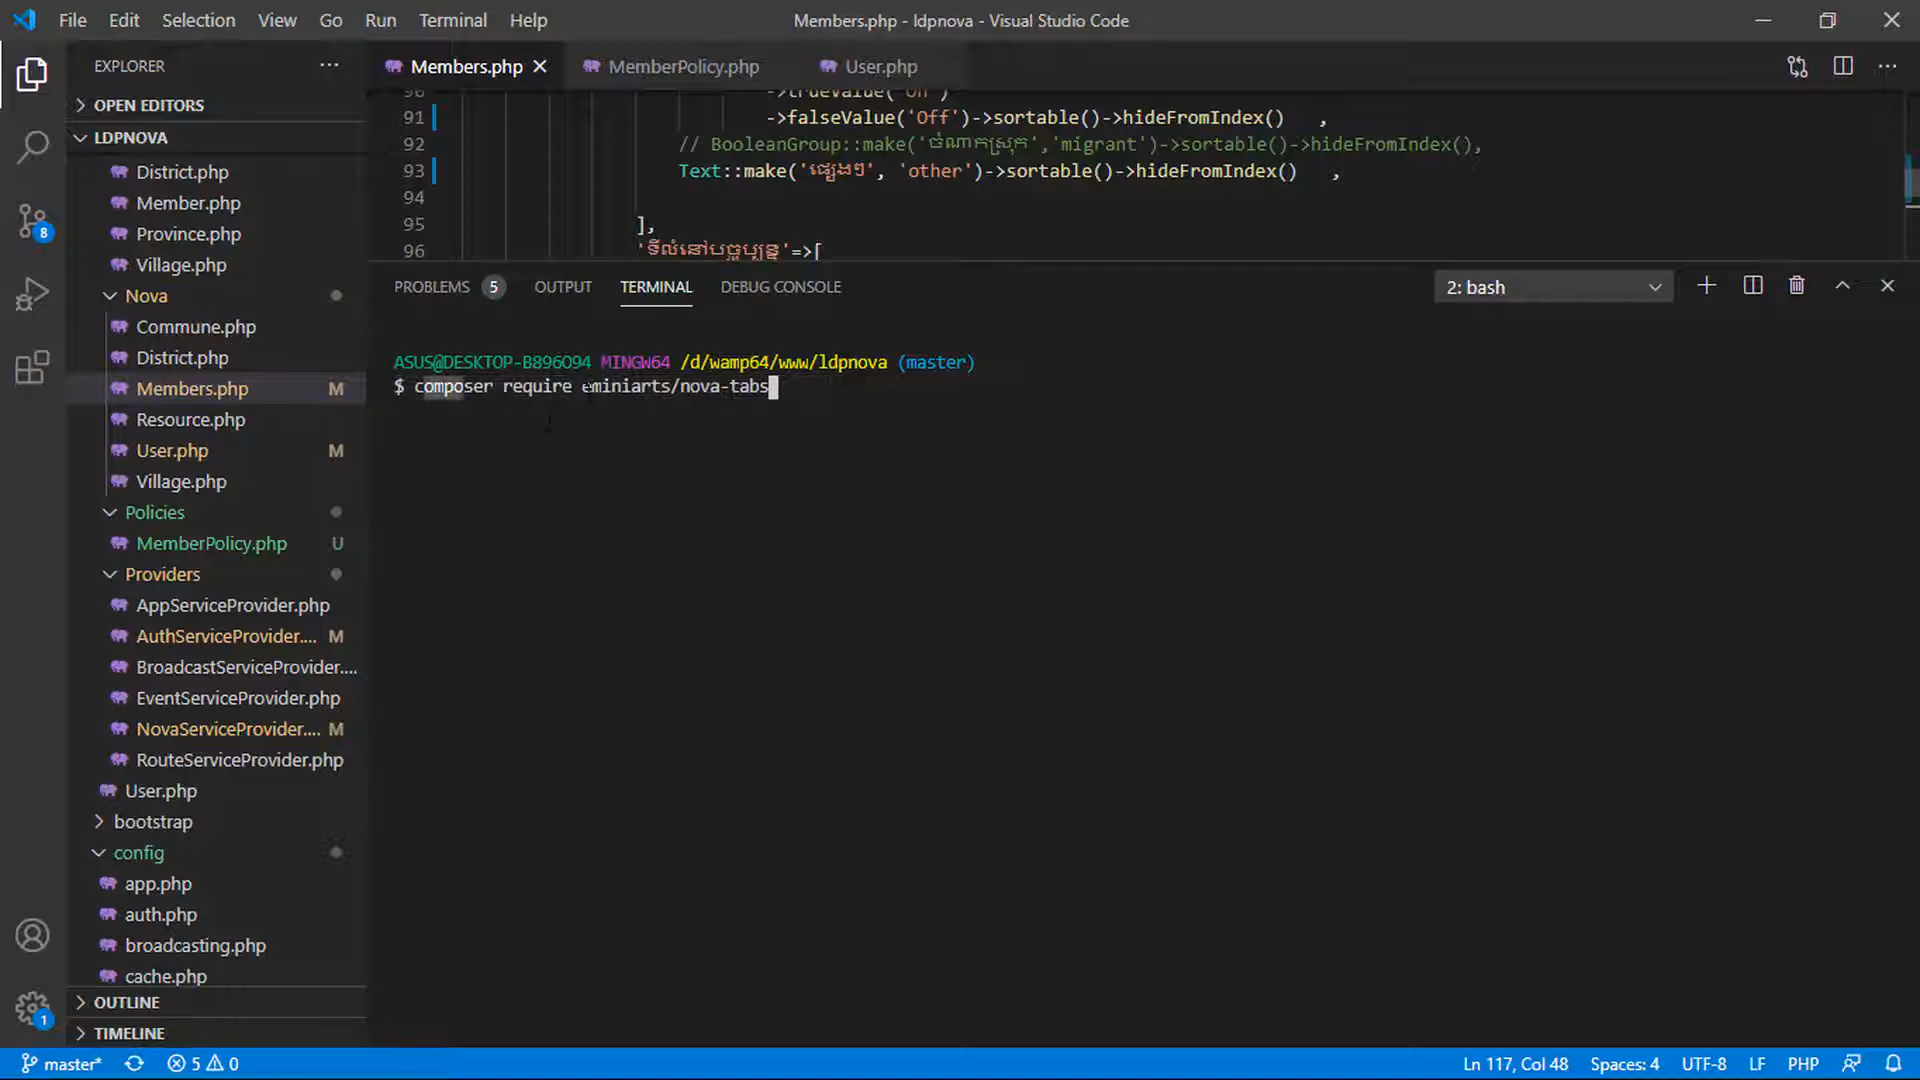 File Edit Selection View Go Run Terminal Help
Members.php - ldpnova - Visual Studio Code
EXPLORER
OPEN EDITORS
LDPNOVA
District.php
Member.php
Province.php
Village.php
Nova
Commune.php
District.php
Members.php M
Resource.php
User.php M
Village.php
Policies
MemberPolicy.php U
Providers
AppServiceProvider.php
AuthServiceProvider.... M
BroadcastServiceProvider....
EventServiceProvider.php
NovaServiceProvider.... M
RouteServiceProvider.php
User.php
bootstrap
config
app.php
auth.php
broadcasting.php
cache.php
OUTLINE
TIMELINE
8
1
Members.php MemberPolicy.php User.php
90 ->trueValue('On')
91 ->falseValue('Off')->sortable()->hideFromIndex() ,
92 // BooleanGroup::make('ចំណាកស្រុក','migrant')->sortable()->hideFromIndex(),
93 Text::make('ផ្សេងៗ', 'other')->sortable()->hideFromIndex() ,
94
95 ],
96 'ទីលំនៅបច្ចុប្បន្ន'=>[
PROBLEMS 5 OUTPUT TERMINAL DEBUG CONSOLE
2: bash
ASUS@DESKTOP-B896094 MINGW64 /d/wamp64/www/ldpnova (master)
$ composer require eminiarts/nova-tabs
master* 5 0
Ln 117, Col 48 Spaces: 4 UTF-8 LF PHP